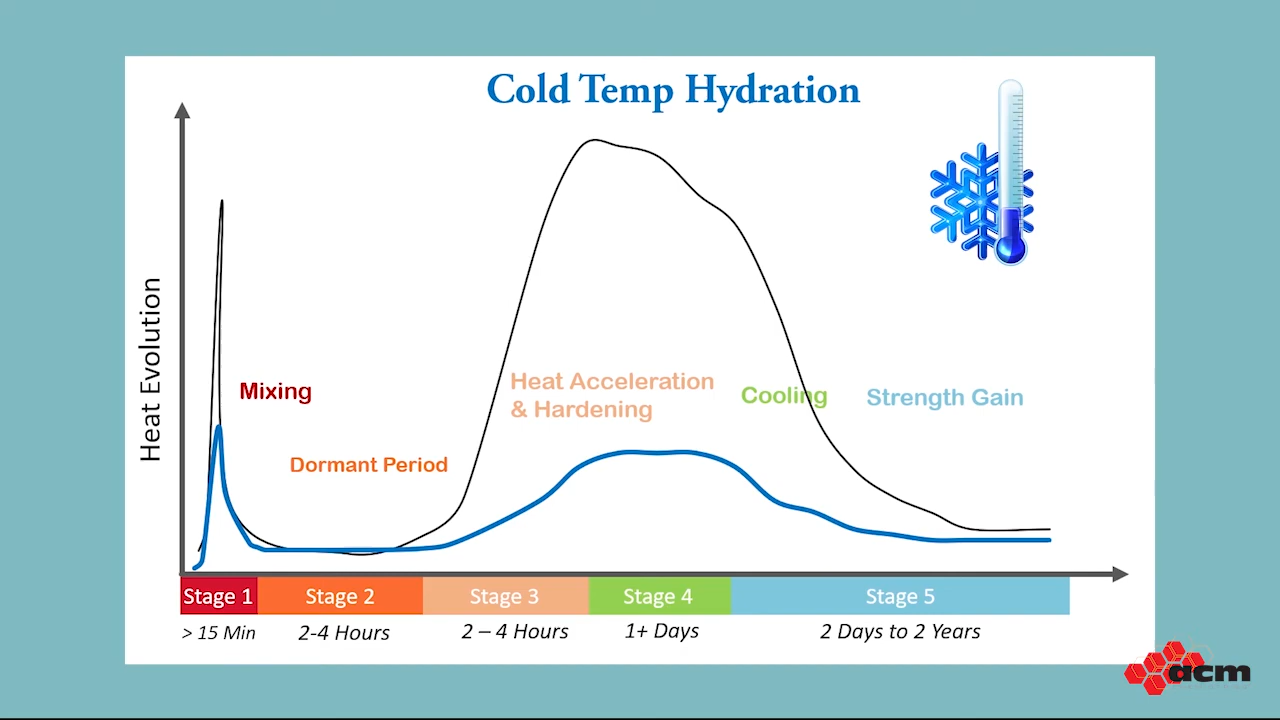 Cold Temp Hydration
Heat Evolution
Mixing
Dormant Period
Heat Acceleration
& Hardening
Cooling
Strength Gain
Stage 1
Stage 2
Stage 3
Stage 4
Stage 5
> 15 Min
2-4 Hours
2 – 4 Hours
1+ Days
2 Days to 2 Years
acm